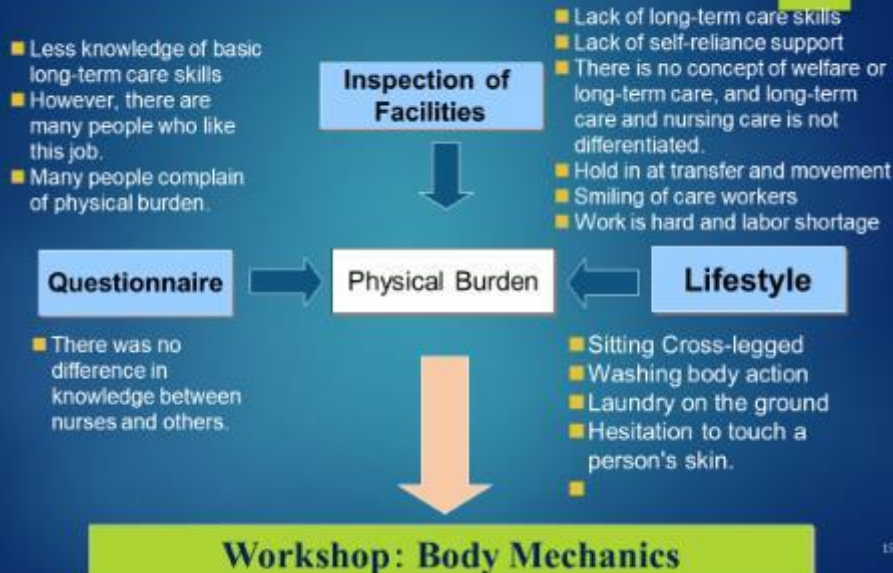 Less knowledge of basic
long-term care skills
However, there are
many people who like
this job.
Many people complain
of physical burden.
Inspection of
Facilities
Lack of long-term care skills
Lack of self-reliance support
There is no concept of welfare or
long-term care, and long-term
care and nursing care is not
differentiated.
Hold in at transfer and movement
Smiling of care workers
Work is hard and labor shortage
Questionnaire
Physical Burden
Lifestyle
There was no
difference in
knowledge between
nurses and others.
Sitting Cross-legged
Washing body action
Laundry on the ground
Hesitation to touch a
person's skin.
Workshop: Body Mechanics